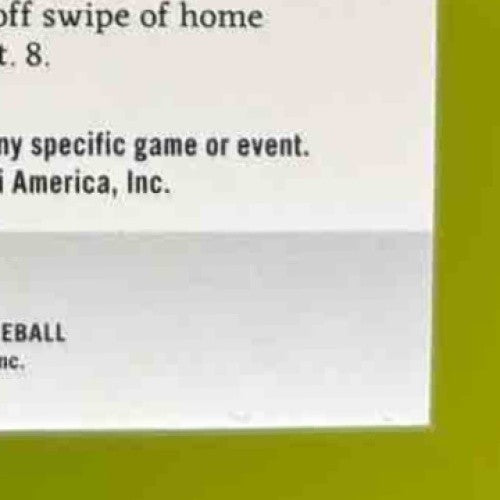 off swipe of home
t. 8.
ny specific game or event.
i America, Inc.
EBALL
nc.